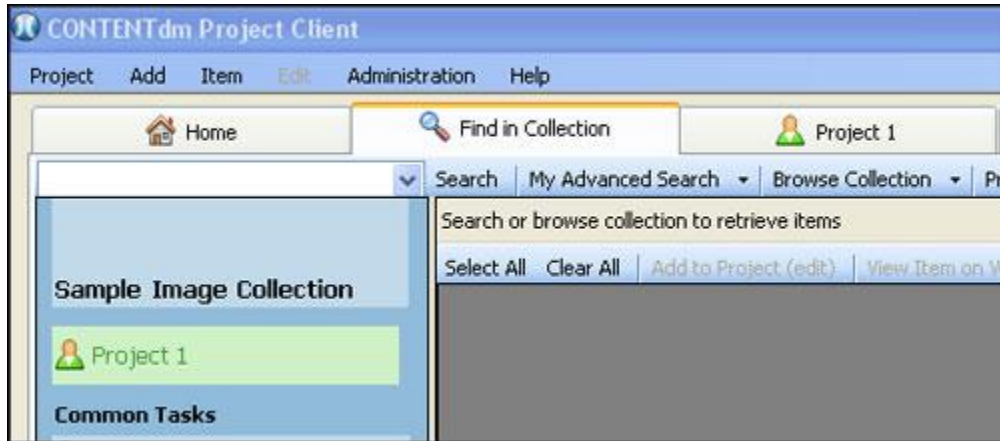 CONTENTdm Project Client
Project Add Item Edit Administration Help
Home Find in Collection Project 1
Search My Advanced Search Browse Collection
Search or browse collection to retrieve items
Select All Clear All Add to Project (edit) View Item on
Sample Image Collection
Project 1
Common Tasks